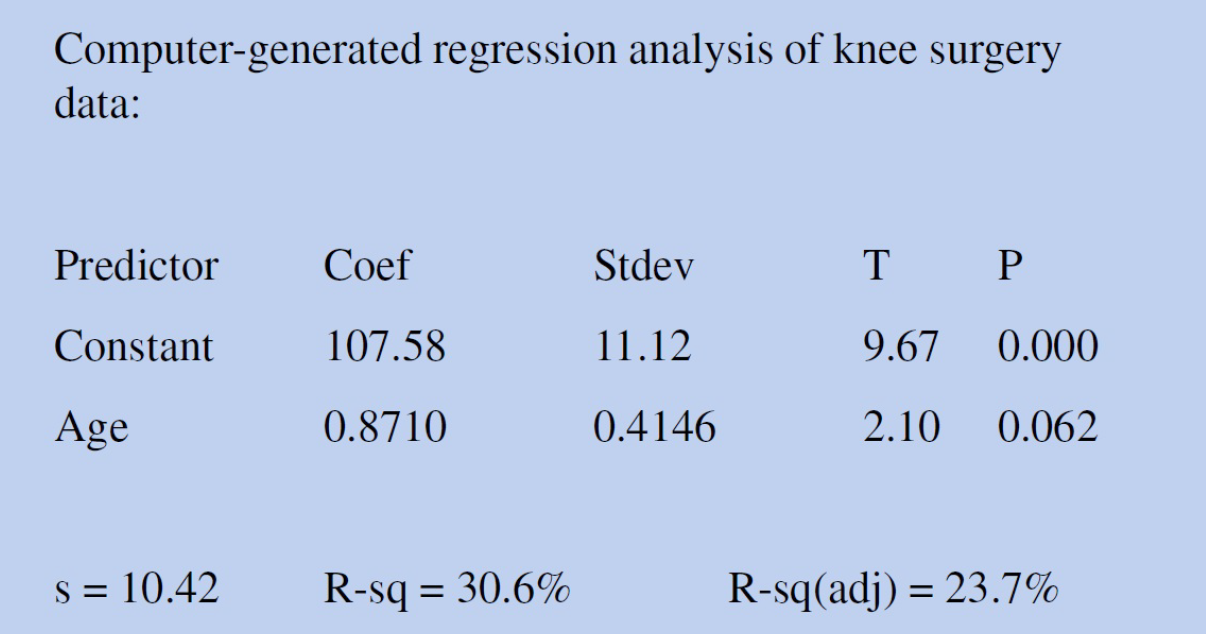 Computer-generated regression analysis of knee surgery
data:
Predictor Coef Stdev T P
Constant 107.58 11.12 9.67 0.000
Age 0.8710 0.4146 2.10 0.062
s = 10.42 R-sq = 30.6% R-sq(adj) = 23.7%